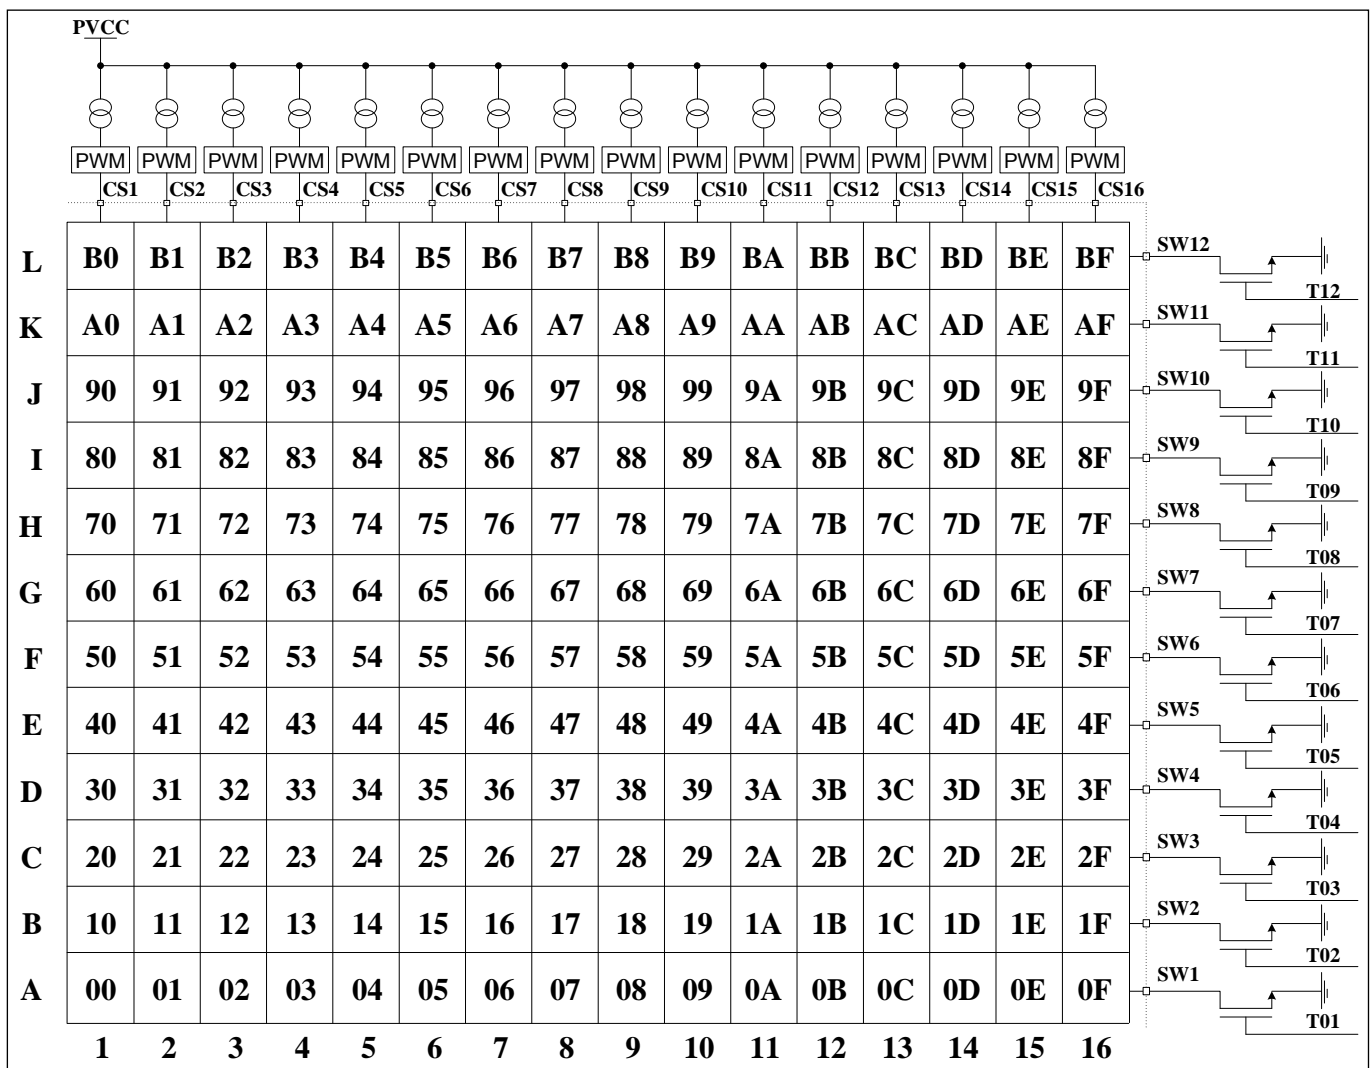 PVCC
PWM PWM PWM PWM PWM PWM PWM PWM PWM PWM PWM PWM PWM PWM PWM PWM
CS1 CS2 CS3 CS4 CS5 CS6 CS7 CS8 CS9 CS10 CS11 CS12 CS13 CS14 CS15 CS16
L B0 B1 B2 B3 B4 B5 B6 B7 B8 B9 BA BB BC BD BE BF SW12
T12
K A0 A1 A2 A3 A4 A5 A6 A7 A8 A9 AA AB AC AD AE AF SW11
T11
J 90 91 92 93 94 95 96 97 98 99 9A 9B 9C 9D 9E 9F SW10
T10
I 80 81 82 83 84 85 86 87 88 89 8A 8B 8C 8D 8E 8F SW9
T09
H 70 71 72 73 74 75 76 77 78 79 7A 7B 7C 7D 7E 7F SW8
T08
G 60 61 62 63 64 65 66 67 68 69 6A 6B 6C 6D 6E 6F SW7
T07
F 50 51 52 53 54 55 56 57 58 59 5A 5B 5C 5D 5E 5F SW6
T06
E 40 41 42 43 44 45 46 47 48 49 4A 4B 4C 4D 4E 4F SW5
T05
D 30 31 32 33 34 35 36 37 38 39 3A 3B 3C 3D 3E 3F SW4
T04
C 20 21 22 23 24 25 26 27 28 29 2A 2B 2C 2D 2E 2F SW3
T03
B 10 11 12 13 14 15 16 17 18 19 1A 1B 1C 1D 1E 1F SW2
T02
A 00 01 02 03 04 05 06 07 08 09 0A 0B 0C 0D 0E 0F SW1
T01
1 2 3 4 5 6 7 8 9 10 11 12 13 14 15 16